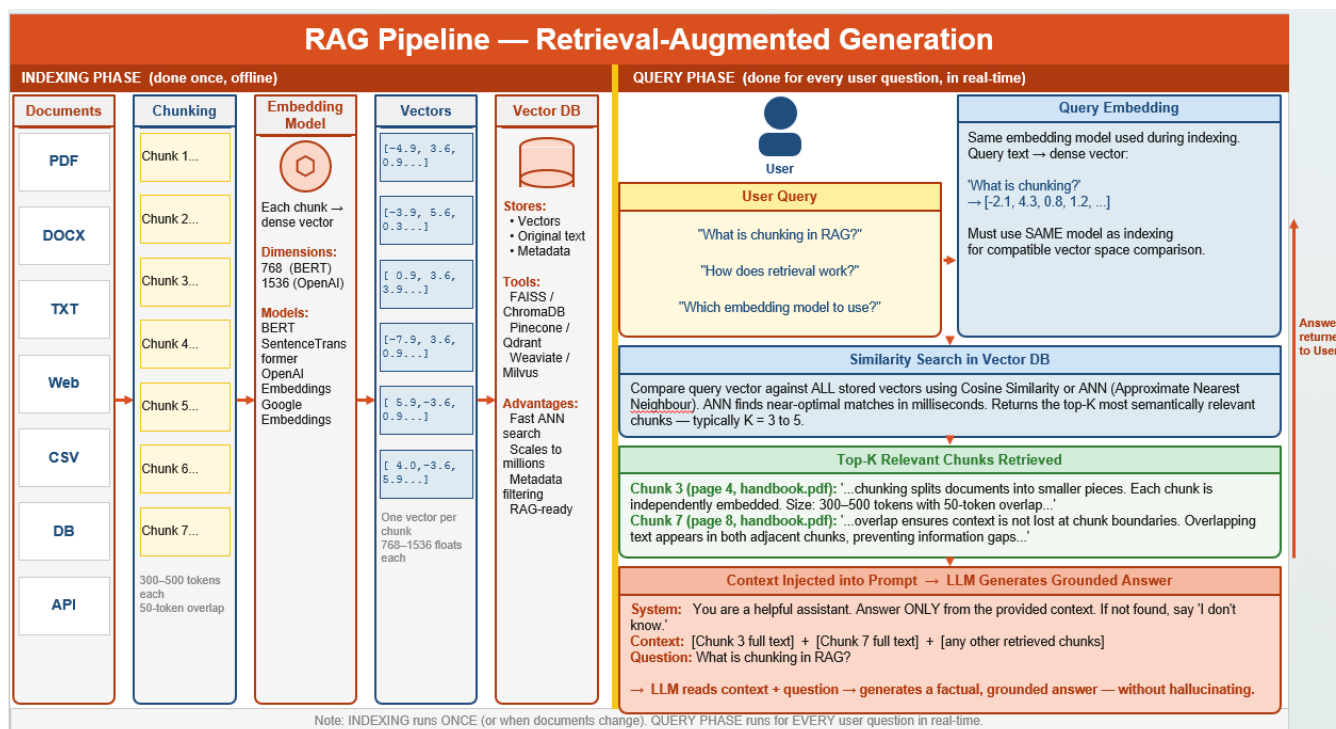 RAG Pipeline — Retrieval-Augmented Generation
INDEXING PHASE (done once, offline)
Documents
PDF
DOCX
TXT
Web
CSV
DB
API
Chunking
Chunk 1...
Chunk 2...
Chunk 3...
Chunk 4...
Chunk 5...
Chunk 6...
Chunk 7...
300–500 tokens
each
50-token overlap
Embedding
Model
Each chunk →
dense vector
Dimensions:
768 (BERT)
1536 (OpenAI)
Models:
BERT
SentenceTrans
former
OpenAI
Embeddings
Google
Embeddings
Vectors
[−4.9, 3.6,
0.9...]
[−3.9, 5.6,
0.3...]
[ 0.9, 3.6,
3.9...]
[−7.9, 3.6,
0.9...]
[ 5.9,−3.6,
0.9...]
[ 4.0,−3.6,
5.9...]
One vector per
chunk
768–1536 floats
each
Vector DB
Stores:
• Vectors
• Original text
• Metadata
Tools:
FAISS /
ChromaDB
Pinecone /
Qdrant
Weaviate /
Milvus
Advantages:
Fast ANN
search
Scales to
millions
Metadata
filtering
RAG-ready
QUERY PHASE (done for every user question, in real-time)
User
User Query
"What is chunking in RAG?"
"How does retrieval work?"
"Which embedding model to use?"
Query Embedding
Same embedding model used during indexing.
Query text → dense vector:
'What is chunking?'
→ [-2.1, 4.3, 0.8, 1.2, ...]
Must use SAME model as indexing
for compatible vector space comparison.
Similarity Search in Vector DB
Compare query vector against ALL stored vectors using Cosine Similarity or ANN (Approximate Nearest
Neighbour). ANN finds near-optimal matches in milliseconds. Returns the top-K most semantically relevant
chunks — typically K = 3 to 5.
Top-K Relevant Chunks Retrieved
Chunk 3 (page 4, handbook.pdf): '...chunking splits documents into smaller pieces. Each chunk is
independently embedded. Size: 300–500 tokens with 50-token overlap...'
Chunk 7 (page 8, handbook.pdf): '...overlap ensures context is not lost at chunk boundaries. Overlapping
text appears in both adjacent chunks, preventing information gaps...'
Context Injected into Prompt → LLM Generates Grounded Answer
System: You are a helpful assistant. Answer ONLY from the provided context. If not found, say 'I don't
know.'
Context: [Chunk 3 full text] + [Chunk 7 full text] + [any other retrieved chunks]
Question: What is chunking in RAG?
→ LLM reads context + question → generates a factual, grounded answer — without hallucinating.
Answe
returne
to User
Note: INDEXING runs ONCE (or when documents change). QUERY PHASE runs for EVERY user question in real-time.